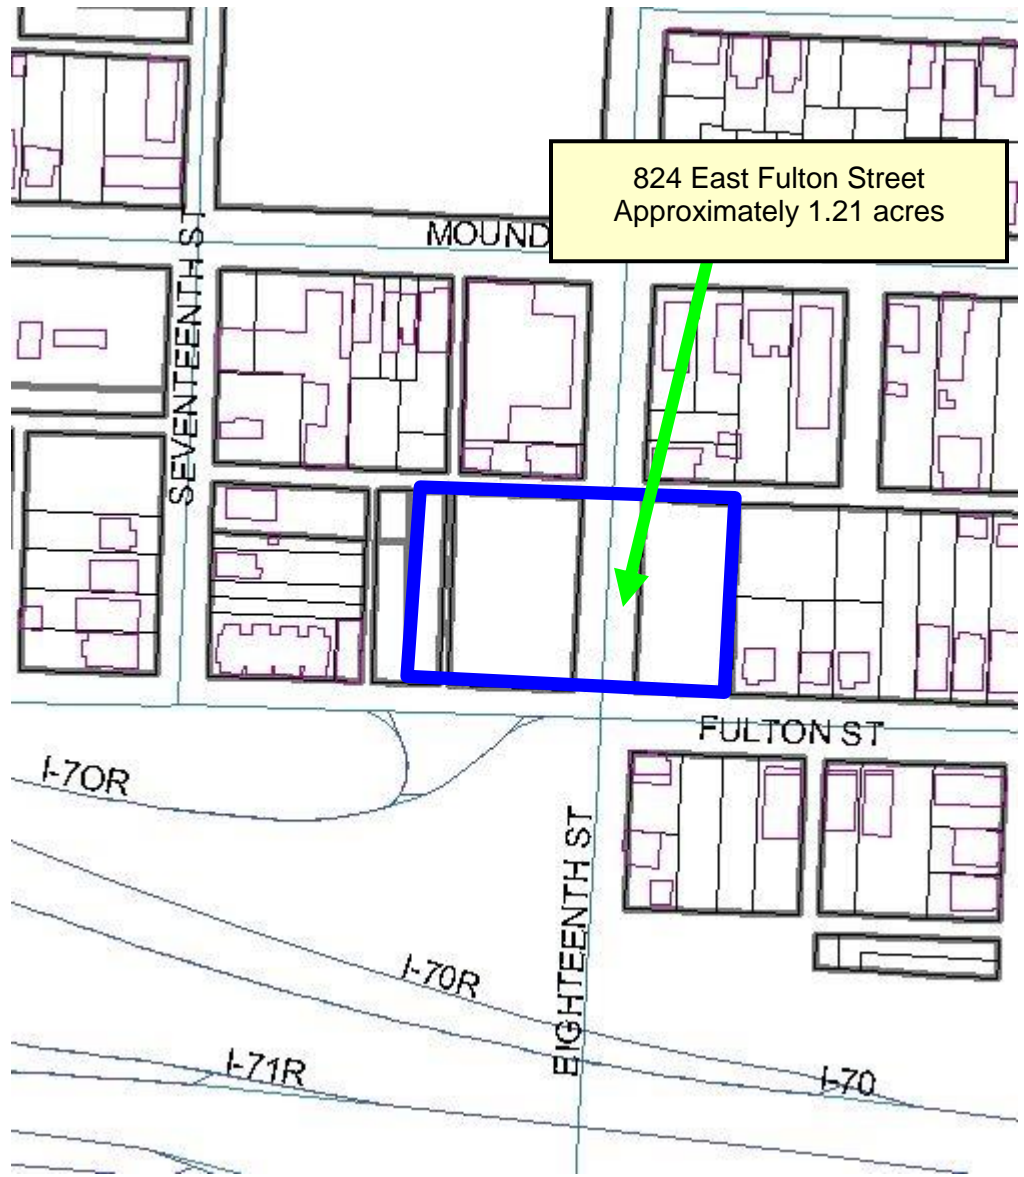 824 East Fulton Street
Approximately 1.21 acres
MOUND
SEVENTEENTH ST
FULTON ST
I-70R
EIGHTEENTH ST
I-70R
I-71R
I-70